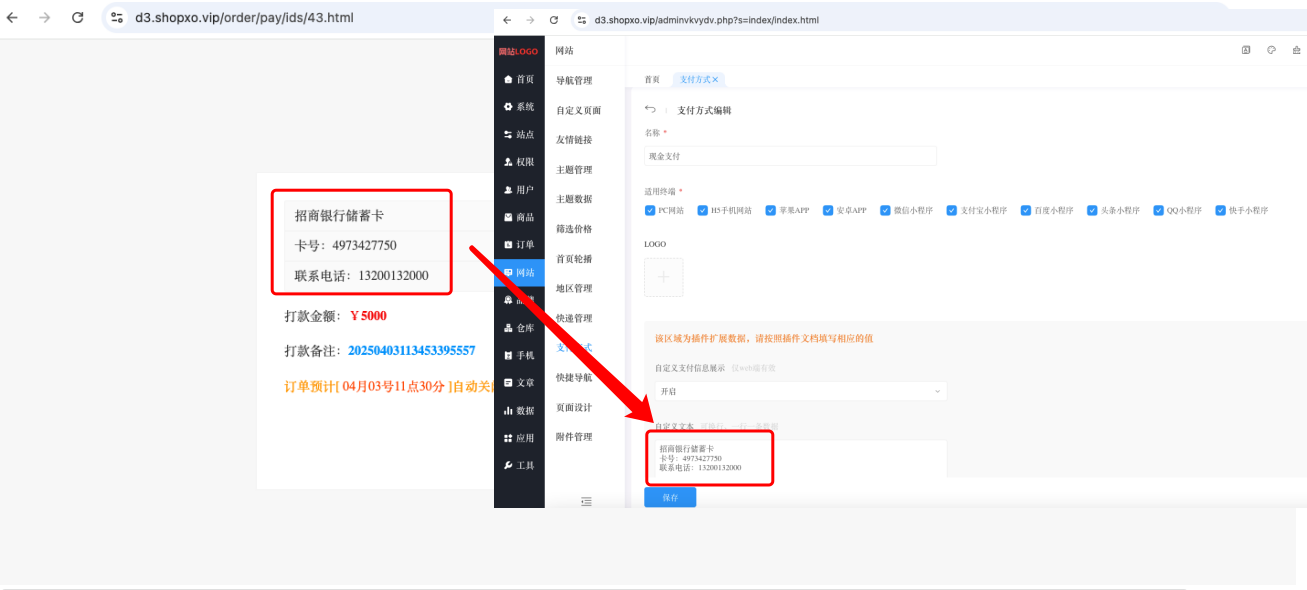 d3.shopxo.vip/order/pay/ids/43.html
招商银行储蓄卡
卡号：4973427750
联系电话：13200132000
打款金额：￥5000
打款备注：20250403113453395557
订单预计[ 04月03号11点30分 ]自动关
d3.shopxo.vip/adminvkvydv.php?s=index/index.html
LOGO
首页
系统
站点
权限
用户
商品
订单
网站
仓库
手机
文章
数据
应用
工具
网站
导航管理
自定义页面
友情链接
主题管理
主题数据
筛选价格
首页轮播
地区管理
快递管理
快捷导航
页面设计
附件管理
首页 支付方式 ×
支付方式编辑
名称 *
现金支付
适用终端 *
PC网站 H5手机网站 苹果APP 安卓APP 微信小程序 支付宝小程序 百度小程序 头条小程序 QQ小程序 快手小程序
LOGO
该区域为插件扩展数据，请按照插件文档填写相应的值
自定义支付信息展示 仅web端有效
开启
自定义文本 可换行，一行一条数据
招商银行储蓄卡
卡号：4973427750
联系电话：13200132000
保存